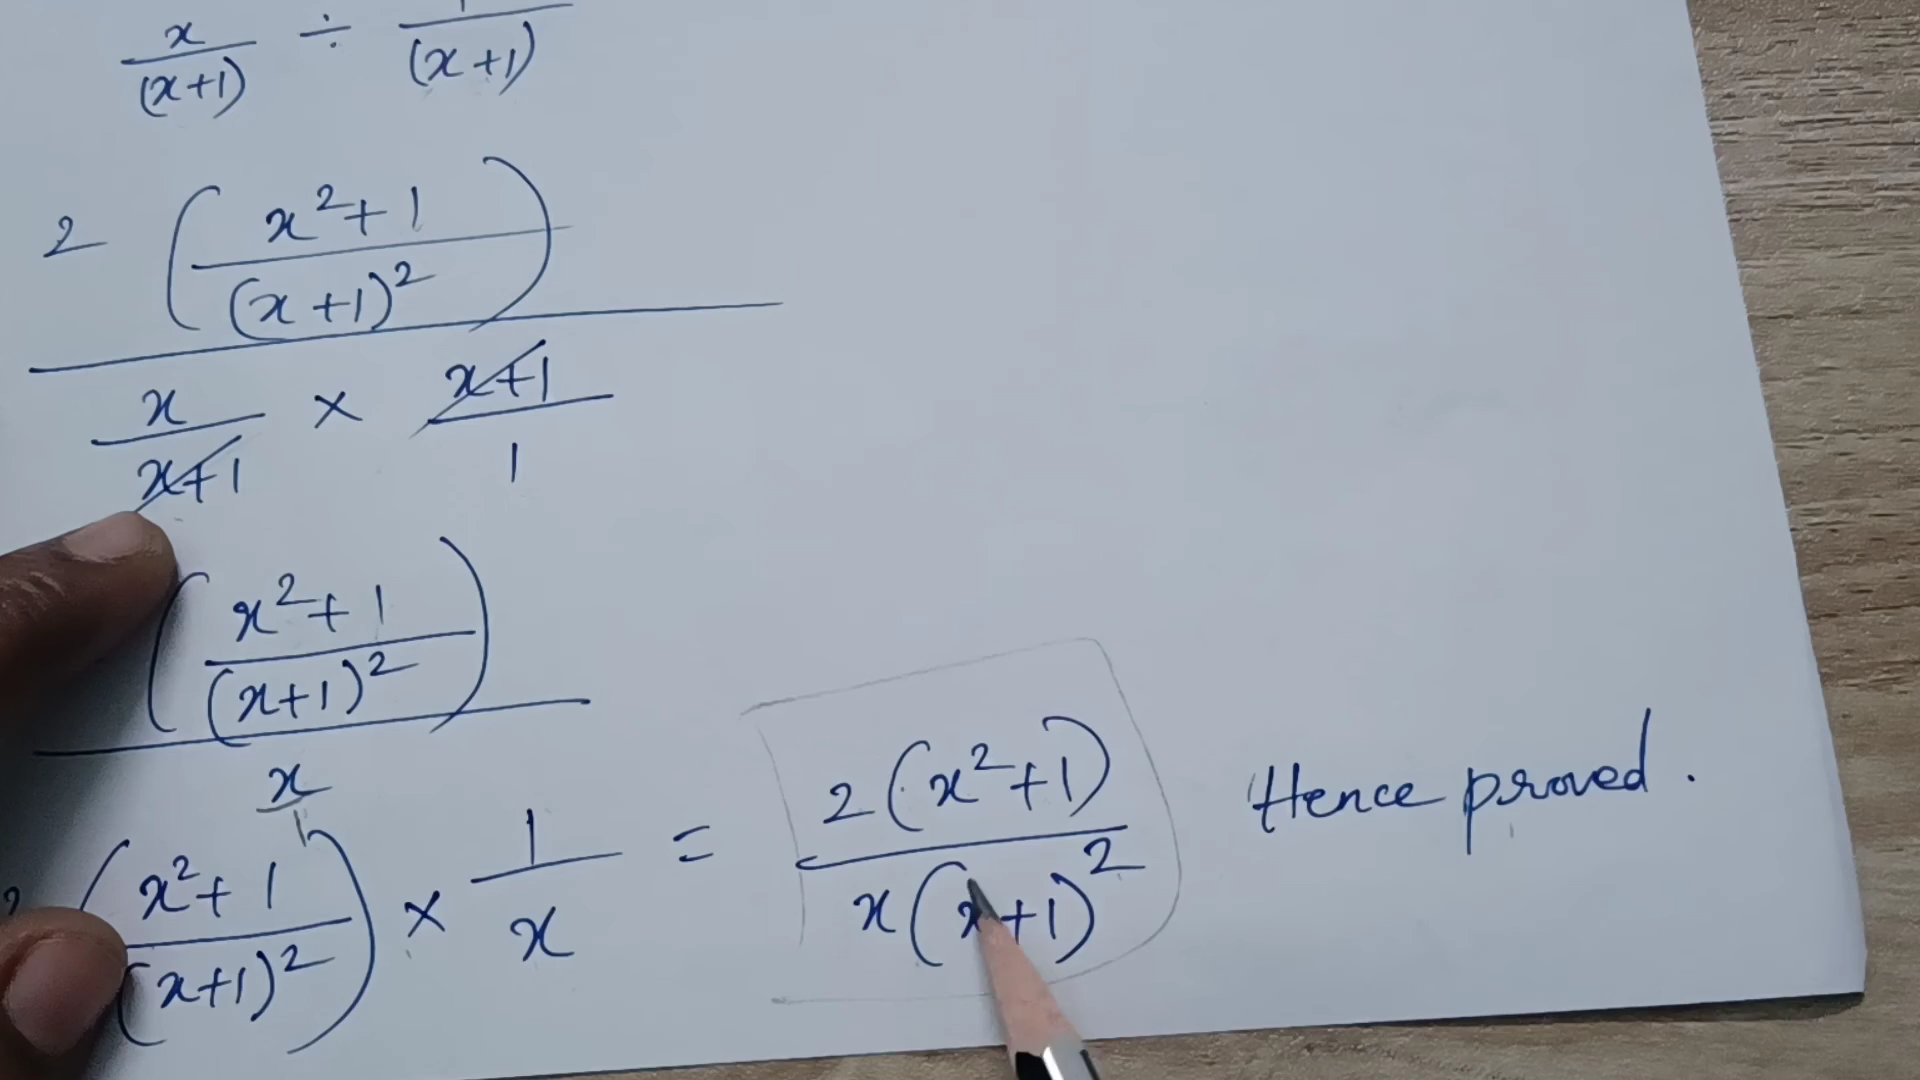 x/(x+1) ÷ 1/(x+1)
2 ((x²+1)/(x+1)²)
x/(x+1) × (x+1)/1
((x²+1)/(x+1)²)
x/1
((x²+1)/(x+1)²) × 1/x = 2(x²+1)/(x(x+1)²) Hence proved.